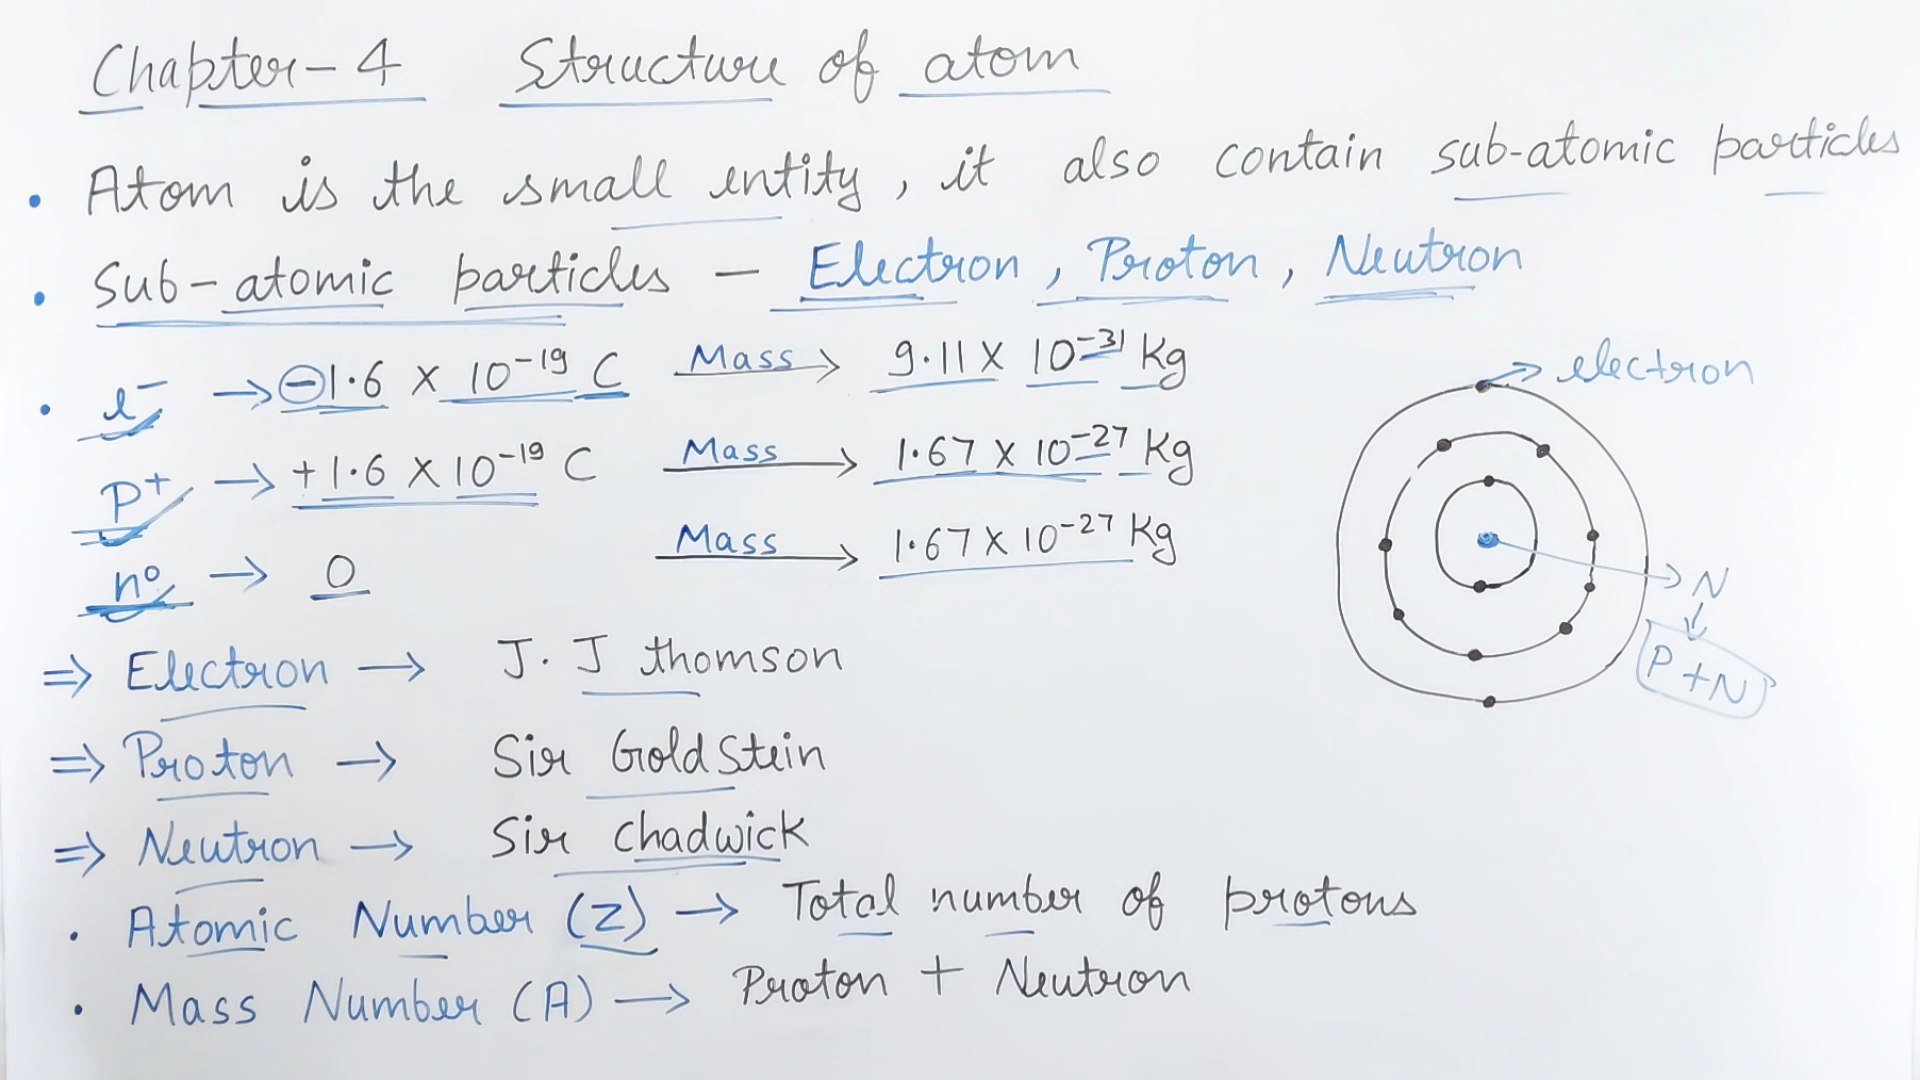 Chapter-4 Structure of atom
• Atom is the small entity, it also contain sub-atomic particles
• Sub-atomic particles — Electron, Proton, Neutron
• e⁻ → -1.6 X 10⁻¹⁹ C Mass → 9.11 X 10⁻³¹ Kg
P⁺ → +1.6 X 10⁻¹⁹ C Mass → 1.67 X 10⁻²⁷ Kg
n⁰ → 0 Mass → 1.67 X 10⁻²⁷ Kg
electron
N
P+N
⇒ Electron → J. J thomson
⇒ Proton → Sir GoldStein
⇒ Neutron → Sir Chadwick
• Atomic Number (Z) → Total number of protons
• Mass Number (A) → Proton + Neutron